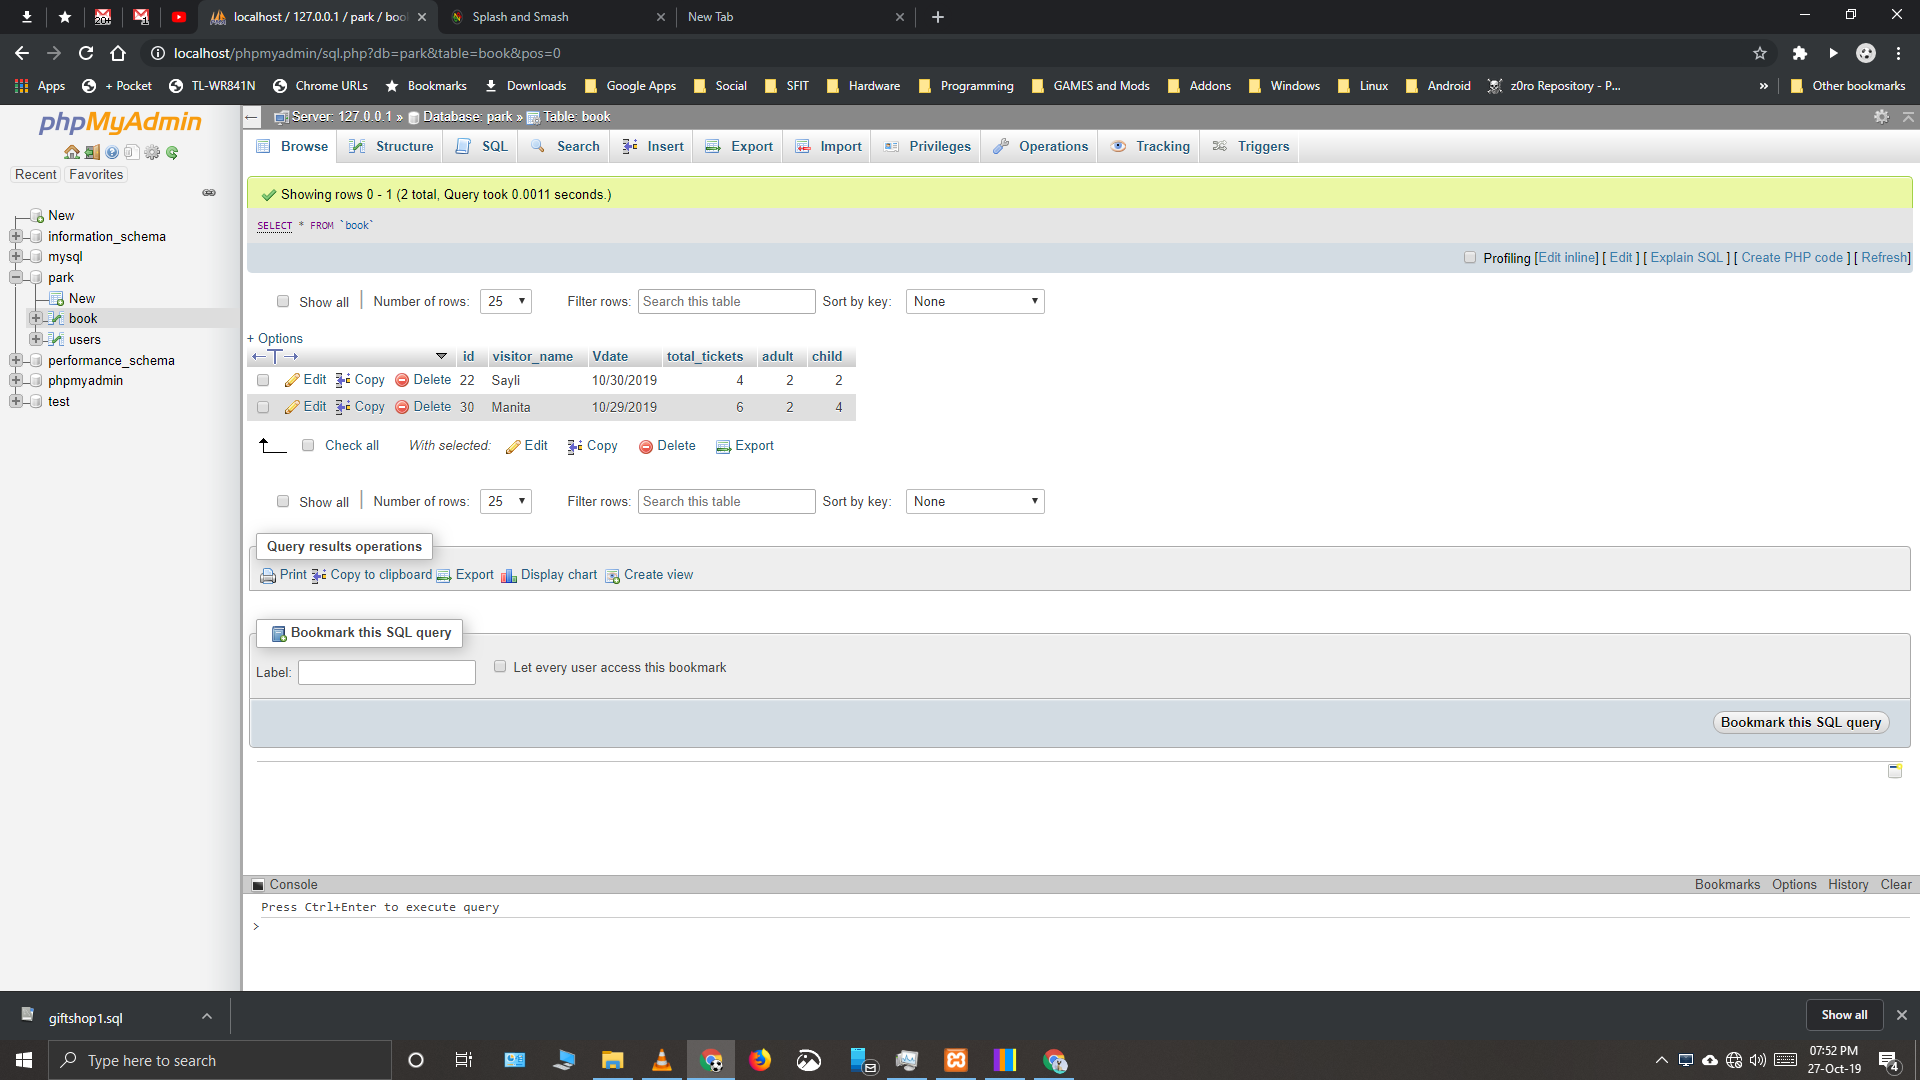 20+
1
localhost / 127.0.0.1 / park / boo
Splash and Smash
New Tab
localhost/phpmyadmin/sql.php?db=park&table=book&pos=0
Apps
+ Pocket
TL-WR841N
Chrome URLs
Bookmarks
Downloads
Google Apps
Social
SFIT
Hardware
Programming
GAMES and Mods
Addons
Windows
Linux
Android
z0ro Repository - P...
»
Other bookmarks
phpMyAdmin
Recent
Favorites
New
information_schema
mysql
park
New
book
users
performance_schema
phpmyadmin
test
Server: 127.0.0.1 » Database: park » Table: book
Browse Structure SQL Search Insert Export Import Privileges Operations Tracking Triggers
Showing rows 0 - 1 (2 total, Query took 0.0011 seconds.)
SELECT * FROM `book`
Profiling [Edit inline] [ Edit ] [ Explain SQL ] [ Create PHP code ] [ Refresh]
Show all | Number of rows: 25 Filter rows: Search this table Sort by key: None
+ Options
←T→ id visitor_name Vdate total_tickets adult child
Edit Copy Delete 22 Sayli 10/30/2019 4 2 2
Edit Copy Delete 30 Manita 10/29/2019 6 2 4
Check all With selected: Edit Copy Delete Export
Show all | Number of rows: 25 Filter rows: Search this table Sort by key: None
Query results operations
Print Copy to clipboard Export Display chart Create view
Bookmark this SQL query
Label: Let every user access this bookmark
Bookmark this SQL query
Console Bookmarks Options History Clear
Press Ctrl+Enter to execute query
>
giftshop1.sql
Show all
Type here to search
07:52 PM
27-Oct-19
4